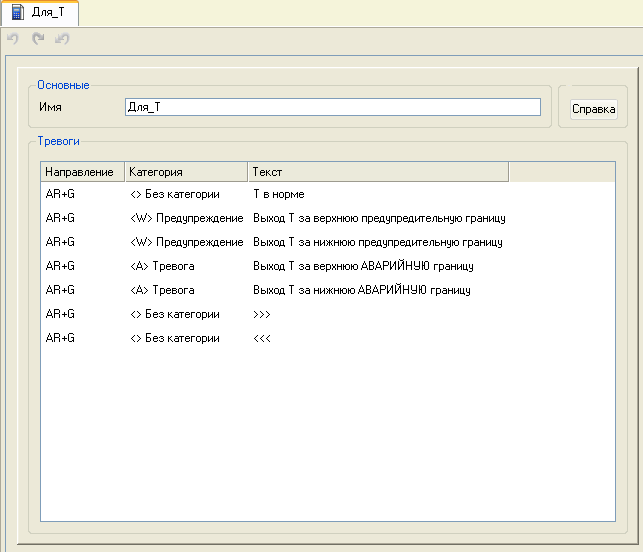 Для_Т
Основные
Имя Для_Т Справка
Тревоги
Направление Категория Текст
AR+G <> Без категории Т в норме
AR+G <W> Предупреждение Выход Т за верхнюю предупредительную границу
AR+G <W> Предупреждение Выход Т за нижнюю предупредительную границу
AR+G <A> Тревога Выход Т за верхнюю АВАРИЙНУЮ границу
AR+G <A> Тревога Выход Т за нижнюю АВАРИЙНУЮ границу
AR+G <> Без категории >>>
AR+G <> Без категории <<<